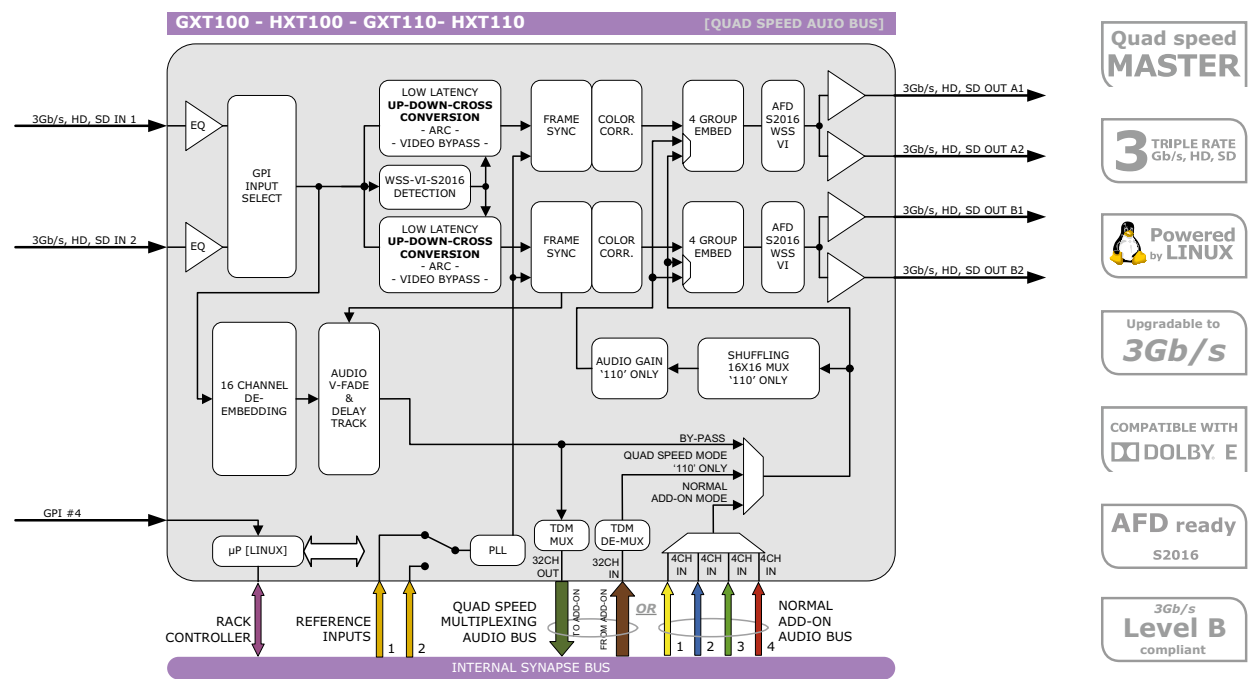 GXT100 - HXT100 - GXT110- HXT110
[QUAD SPEED AUIO BUS]
3Gb/s, HD, SD IN 1
EQ
GPI
INPUT
SELECT
LOW LATENCY
UP-DOWN-CROSS
CONVERSION
- ARC -
- VIDEO BYPASS -
FRAME
SYNC
COLOR
CORR.
4 GROUP
EMBED
AFD
S2016
WSS
VI
3Gb/s, HD, SD OUT A1
3Gb/s, HD, SD OUT A2
WSS-VI-S2016
DETECTION
3Gb/s, HD, SD IN 2
EQ
LOW LATENCY
UP-DOWN-CROSS
CONVERSION
- ARC -
- VIDEO BYPASS -
FRAME
SYNC
COLOR
CORR.
4 GROUP
EMBED
AFD
S2016
WSS
VI
3Gb/s, HD, SD OUT B1
3Gb/s, HD, SD OUT B2
16 CHANNEL
DE-
EMBEDDING
AUDIO
V-FADE
&
DELAY
TRACK
AUDIO GAIN
‘110’ ONLY
SHUFFLING
16X16 MUX
‘110’ ONLY
BY-PASS
QUAD SPEED MODE
‘110’ ONLY
NORMAL
ADD-ON MODE
GPI #4
µP [LINUX]
PLL
TDM
MUX
TDM
DE-MUX
32CH
OUT
32CH
IN
4CH
IN
4CH
IN
4CH
IN
4CH
IN
RACK
CONTROLLER
REFERENCE
INPUTS
1
2
QUAD SPEED
MULTIPLEXING
AUDIO BUS
TO ADD-ON
FROM ADD-ON
OR
1
2
3
4
NORMAL
ADD-ON
AUDIO BUS
INTERNAL SYNAPSE BUS
Quad speed
MASTER
3 TRIPLE RATE
Gb/s, HD, SD
Powered
by LINUX
Upgradable to
3Gb/s
COMPATIBLE WITH
DOLBY E
AFD ready
S2016
3Gb/s
Level B
compliant